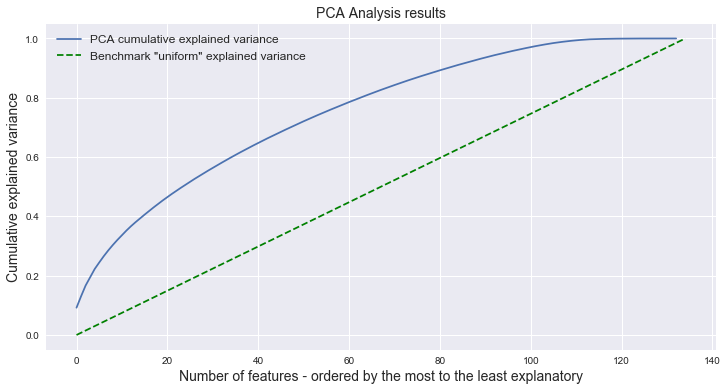 PCA Analysis results
PCA cumulative explained variance
Benchmark "uniform" explained variance
Cumulative explained variance
1.0
0.8
0.6
0.4
0.2
0.0
0 20 40 60 80 100 120 140
Number of features - ordered by the most to the least explanatory